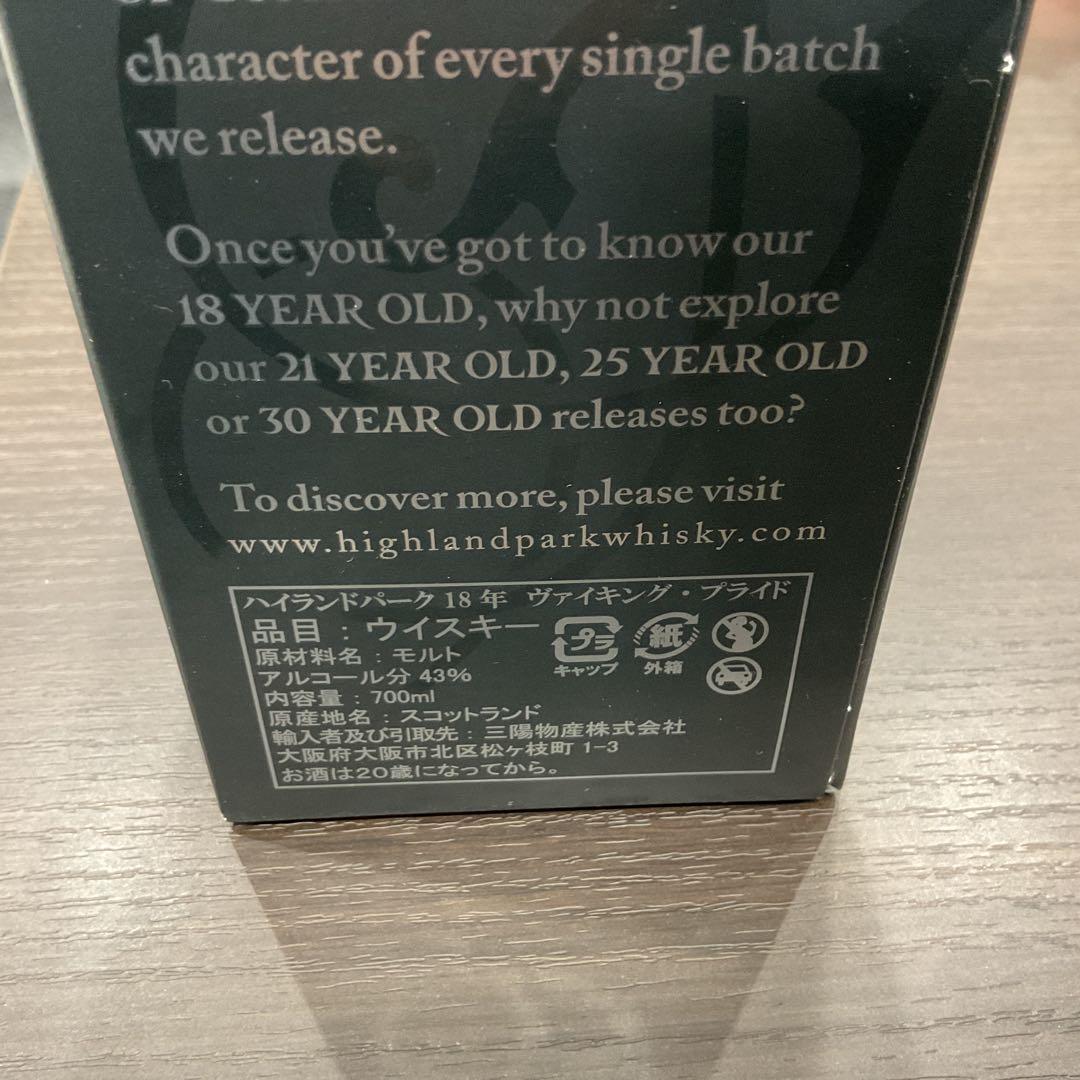 character of every single batch
we release.
Once you've got to know our
18 YEAR OLD, why not explore
our 21 YEAR OLD, 25 YEAR OLD
or 30 YEAR OLD releases too?
To discover more, please visit
www.highlandparkwhisky.com
ハイランドパーク 18 年 ヴァイキング・プライド
品目 : ウイスキー
プラ
キャップ
紙
外箱
原材料名 : モルト
アルコール分 43%
内容量 : 700ml
原産地名 : スコットランド
輸入者及び引取先 : 三陽物産株式会社
大阪府大阪市北区松ヶ枝町 1-3
お酒は20歳になってから。